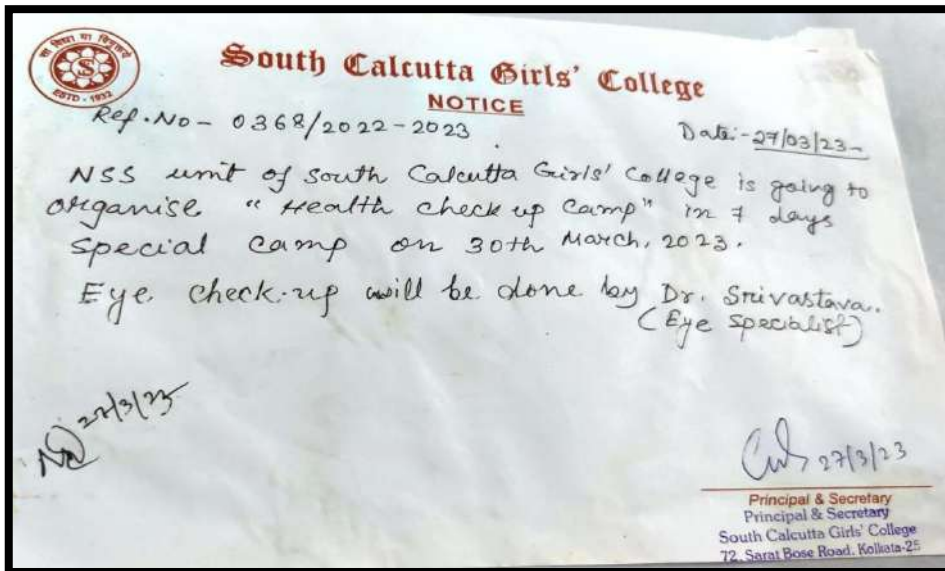 सा विद्या या विमुक्तये
S
ESTD - 1932
South Calcutta Girls' College
NOTICE
Ref. No - 0368/2022-2023
Date:- 27/03/23
NSS unit of South Calcutta Girls' College is going to
organise "Health check up Camp" in 7 days
special camp on 30th March, 2023.
Eye check-up will be done by Dr. Srivastava.
(Eye specialist)
27/3/23
27/3/23
Principal & Secretary
Principal & Secretary
South Calcutta Girls' College
72, Sarat Bose Road, Kolkata-25